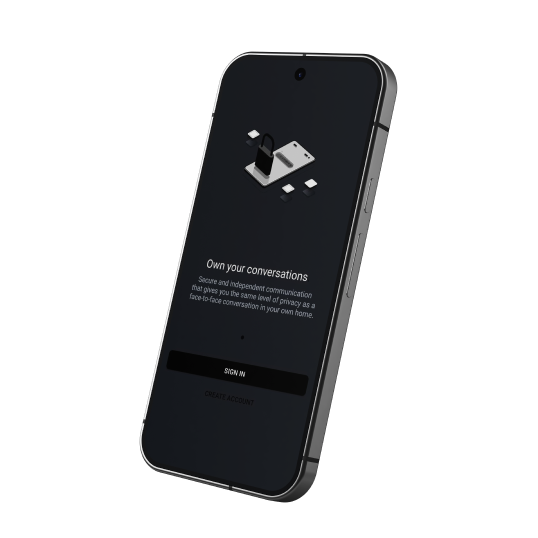 Own your conversations
Secure and independent communication
that gives you the same level of privacy as a
face-to-face conversation in your own home.
SIGN IN
CREATE ACCOUNT